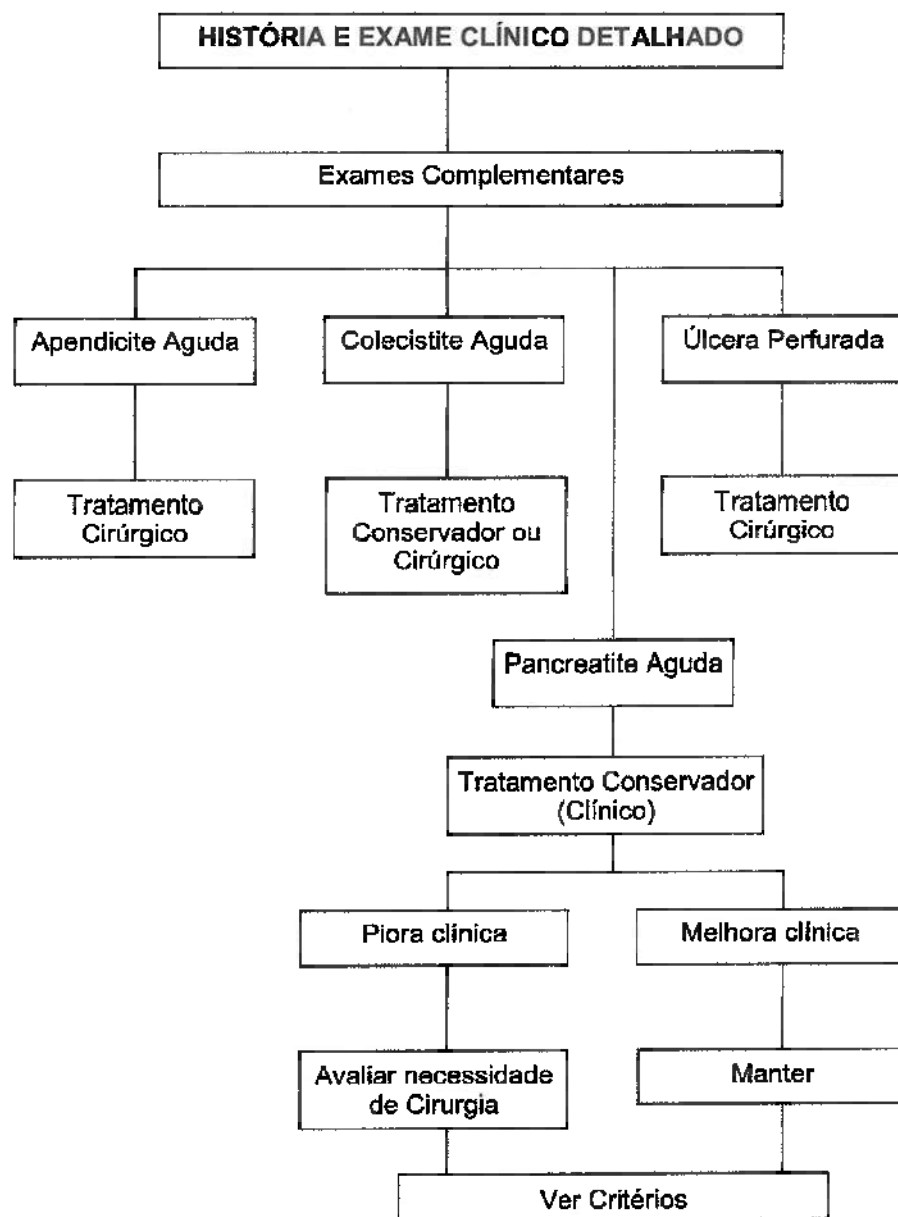 HISTÓRIA E EXAME CLÍNICO DETALHADO
Exames Complementares
Apendicite Aguda
Colecistite Aguda
Úlcera Perfurada
Tratamento
Cirúrgico
Tratamento
Conservador ou
Cirúrgico
Tratamento
Cirúrgico
Pancreatite Aguda
Tratamento Conservador
(Clínico)
Piora clínica
Melhora clínica
Avaliar necessidade
de Cirurgia
Manter
Ver Critérios